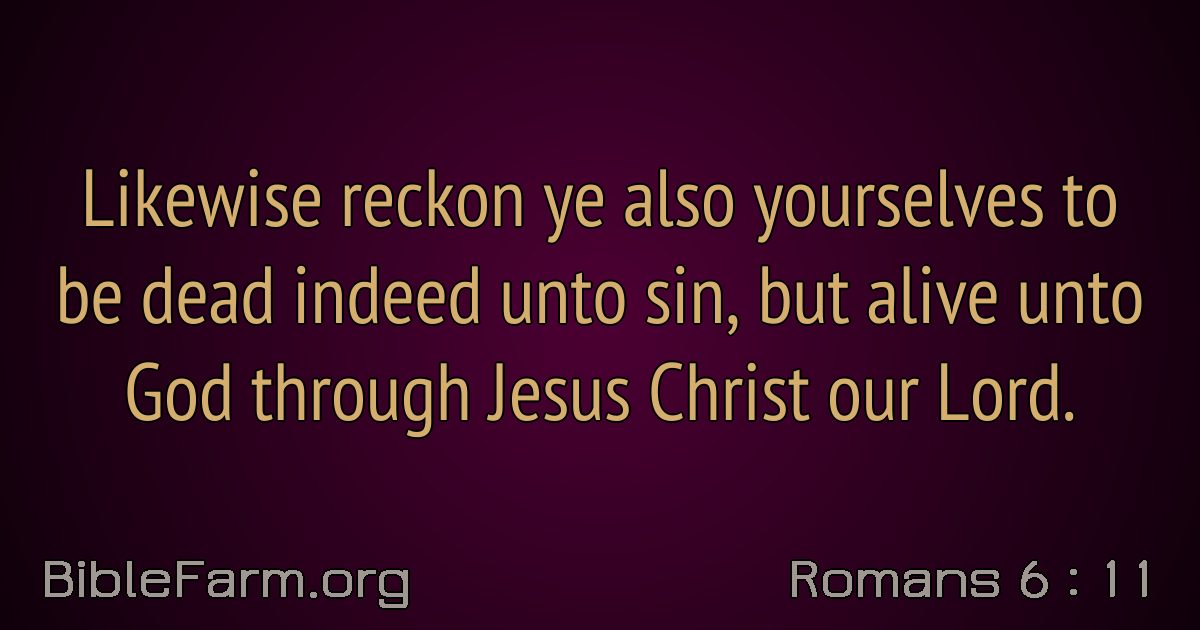 Likewise reckon ye also yourselves to
be dead indeed unto sin, but alive unto
God through Jesus Christ our Lord.
BibleFarm.org
Romans 6 : 11